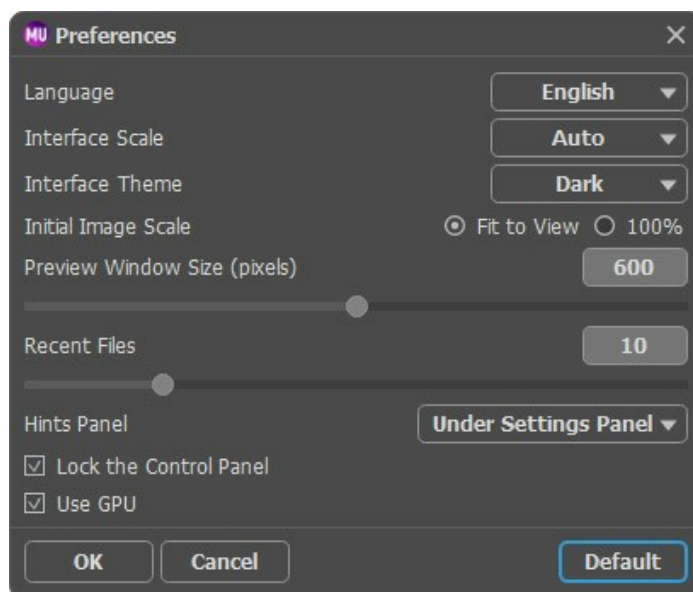 MU Preferences
Language English
Interface Scale Auto
Interface Theme Dark
Initial Image Scale Fit to View 100%
Preview Window Size (pixels) 600
Recent Files 10
Hints Panel Under Settings Panel
Lock the Control Panel
Use GPU
OK Cancel Default